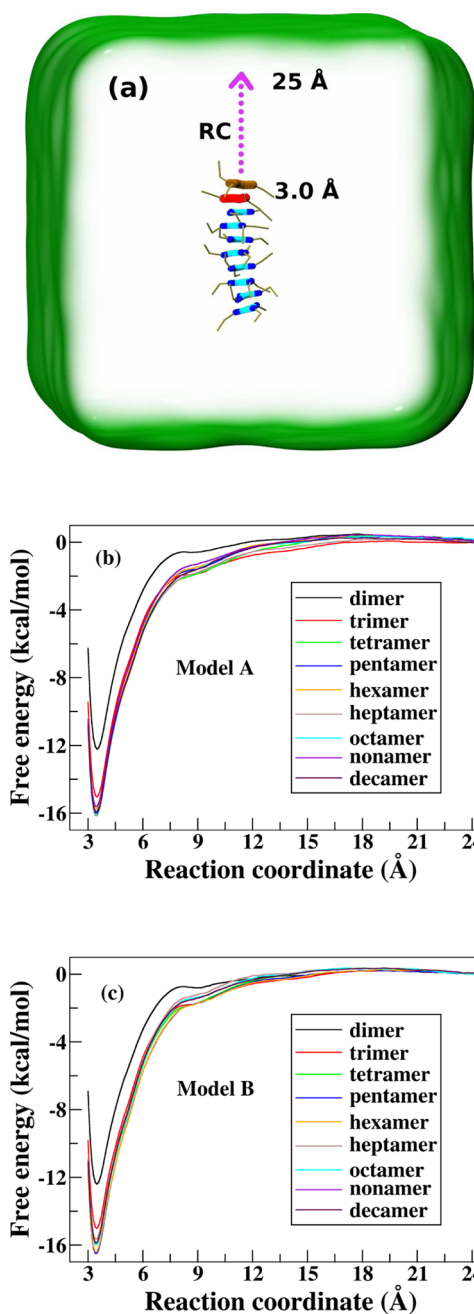 (a)
25 Å
RC
3.0 Å
(b)
Free energy (kcal/mol)
0
-4
-8
-12
-16
Model A
dimer
trimer
tetramer
pentamer
hexamer
heptamer
octamer
nonamer
decamer
3 6 9 12 15 18 21 24
Reaction coordinate (Å)
(c)
Free energy (kcal/mol)
0
-4
-8
-12
-16
Model B
dimer
trimer
tetramer
pentamer
hexamer
heptamer
octamer
nonamer
decamer
3 6 9 12 15 18 21 24
Reaction coordinate (Å)